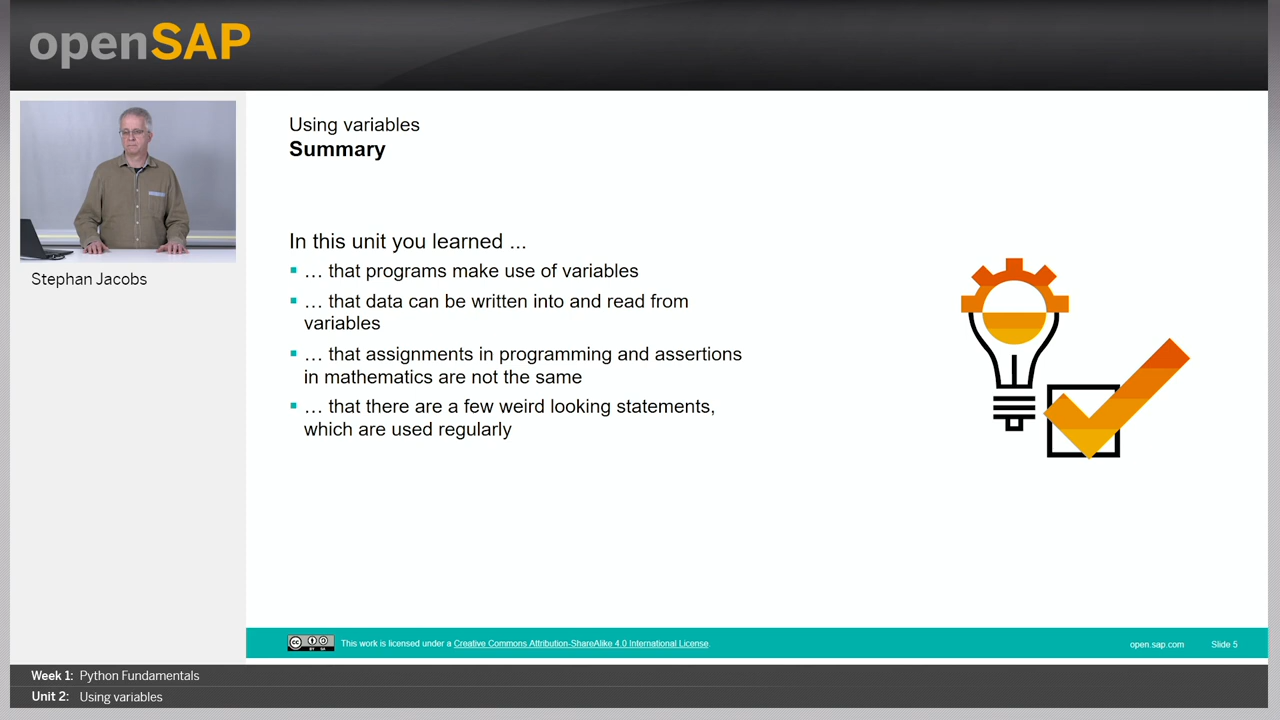 openSAP
Using variables
Summary
Stephan Jacobs
In this unit you learned ...
… that programs make use of variables
… that data can be written into and read from
variables
… that assignments in programming and assertions
in mathematics are not the same
… that there are a few weird looking statements,
which are used regularly
cc BY SA
This work is licensed under a Creative Commons Attribution-ShareAlike 4.0 International License.
open.sap.com
Slide 5
Week 1: Python Fundamentals
Unit 2: Using variables